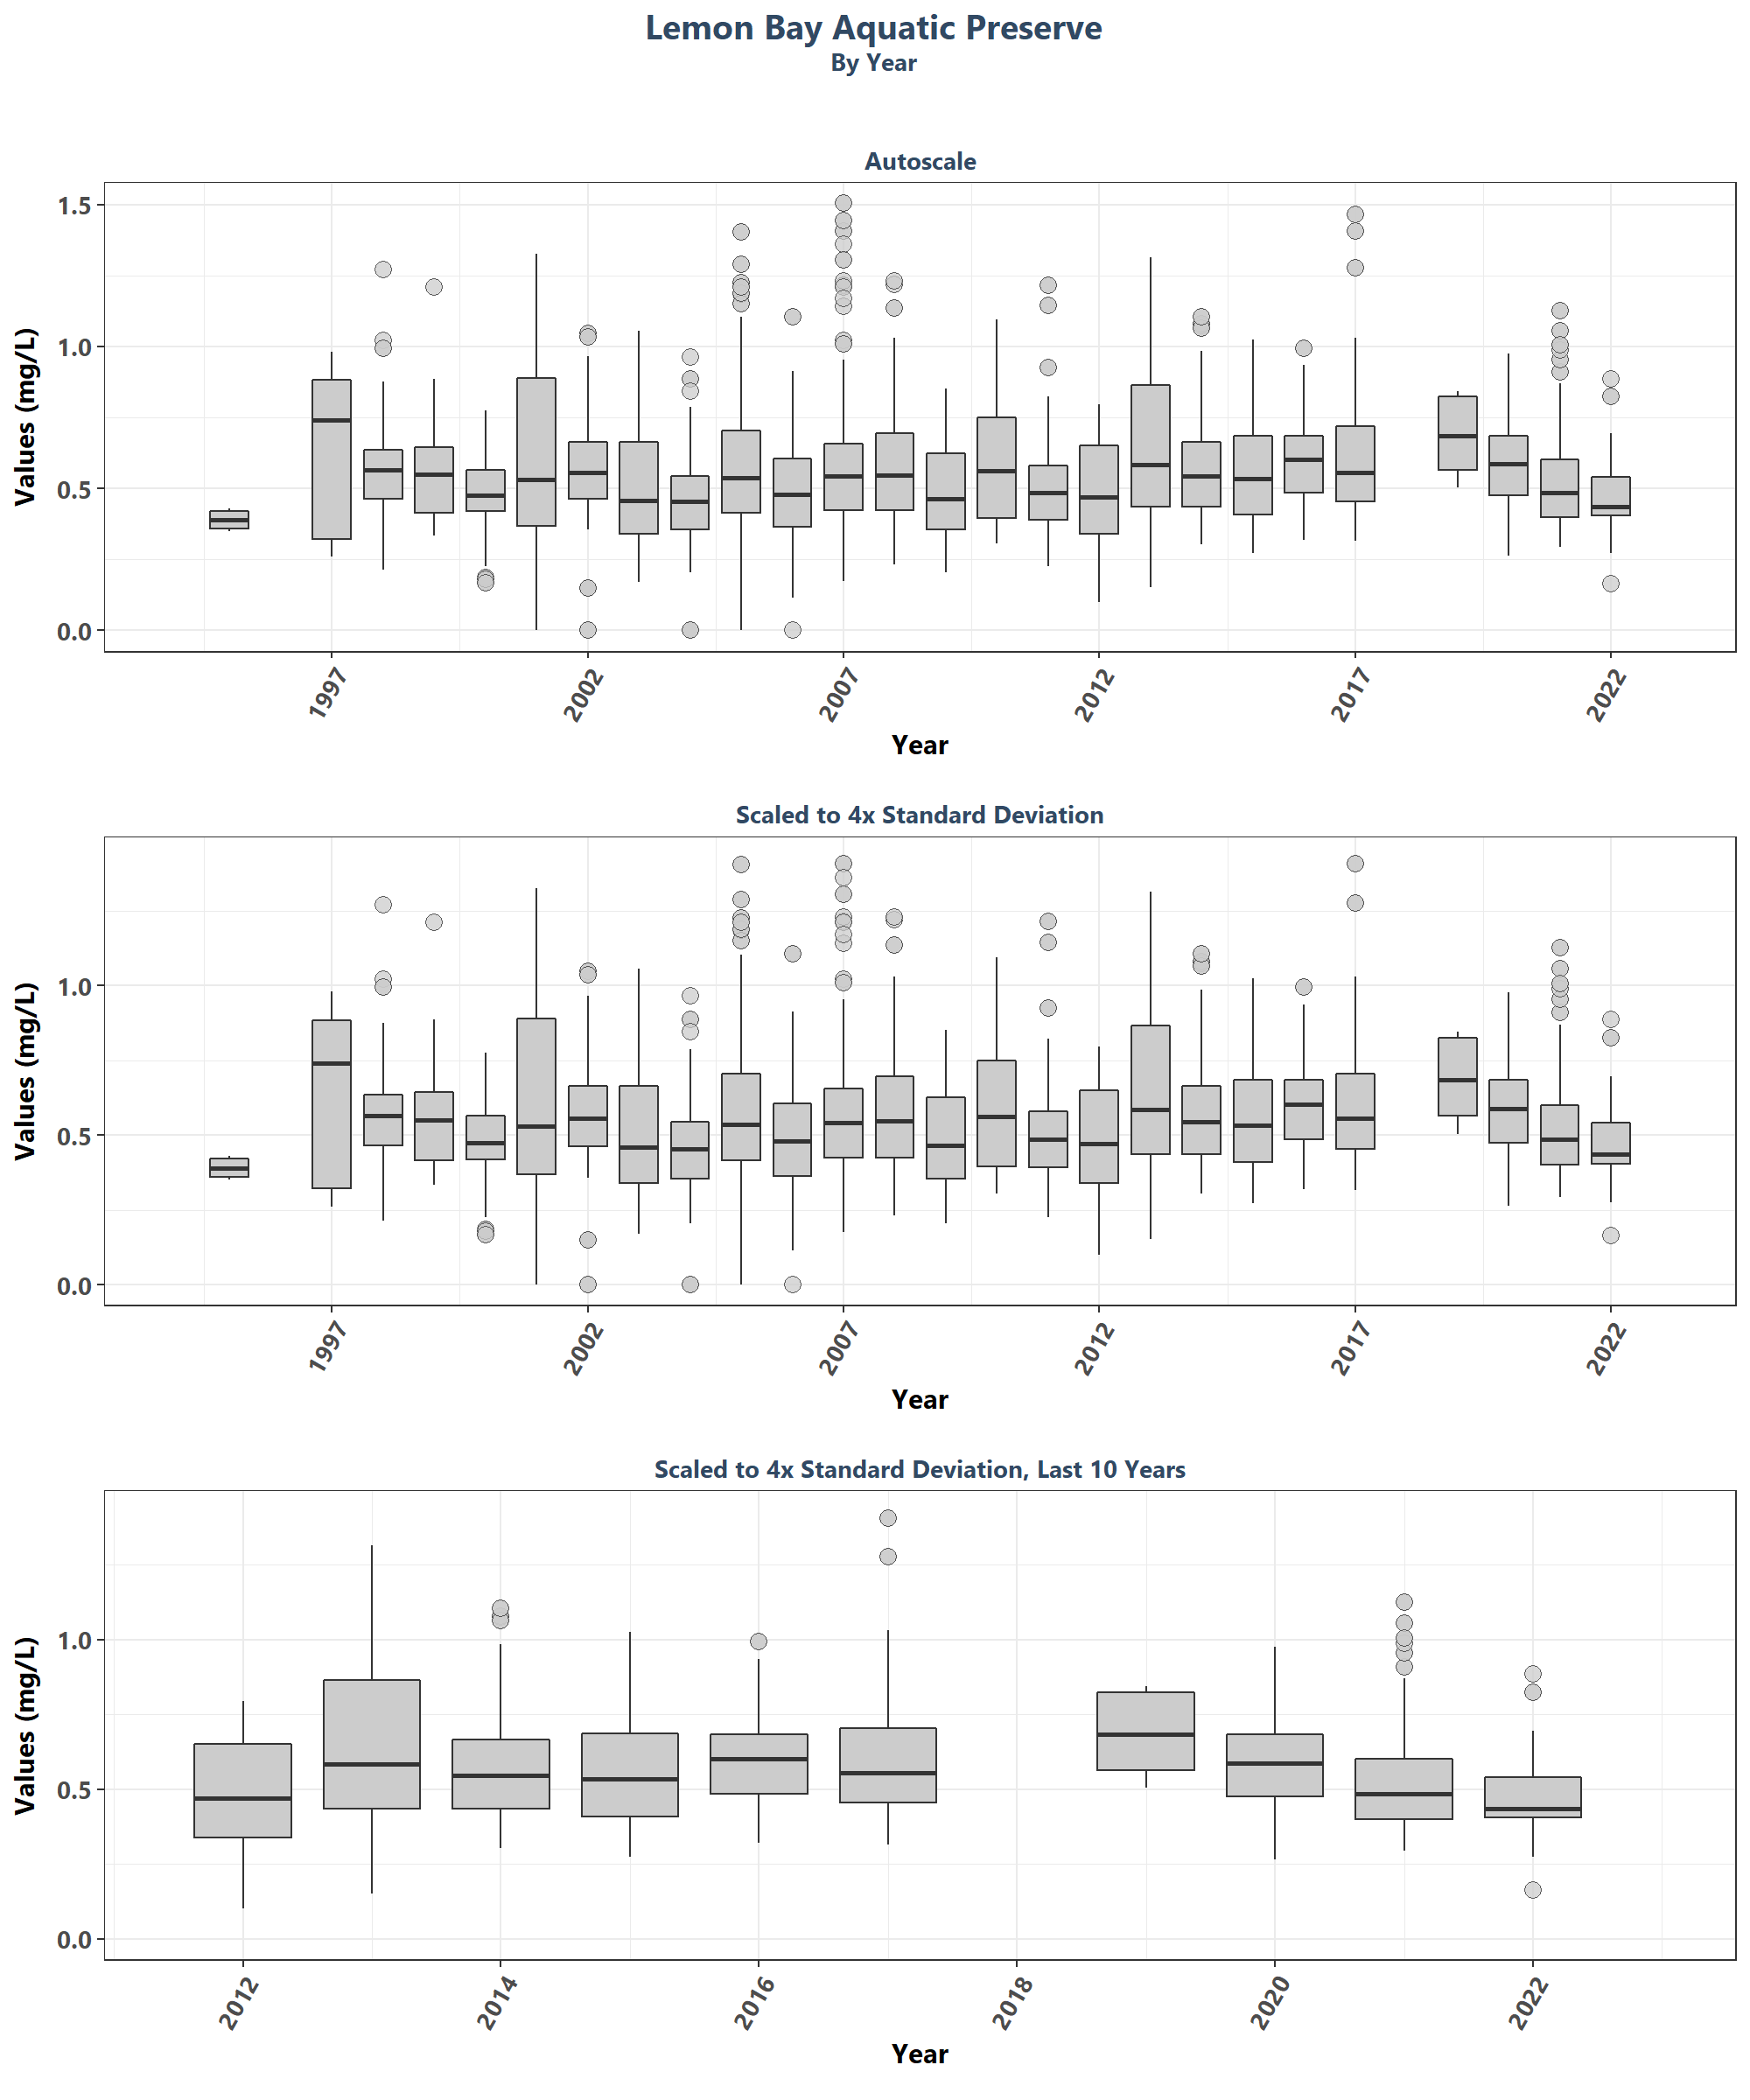 Lemon Bay Aquatic Preserve
By Year
Autoscale
Values (mg/L)
1.5
1.0
0.5
0.0
1997
2002
2007
2012
2017
2022
Year
Scaled to 4x Standard Deviation
Values (mg/L)
1.0
0.5
0.0
1997
2002
2007
2012
2017
2022
Year
Scaled to 4x Standard Deviation, Last 10 Years
Values (mg/L)
1.0
0.5
0.0
2012
2014
2016
2018
2020
2022
Year